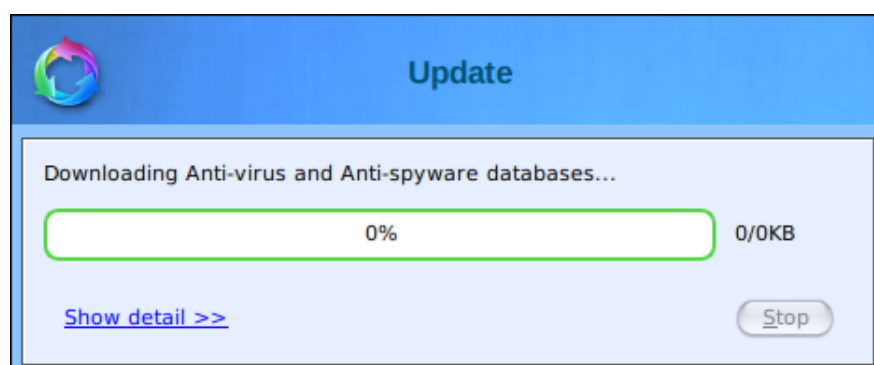 Update
Downloading Anti-virus and Anti-spyware databases...
0% 0/0KB
Show detail >> Stop